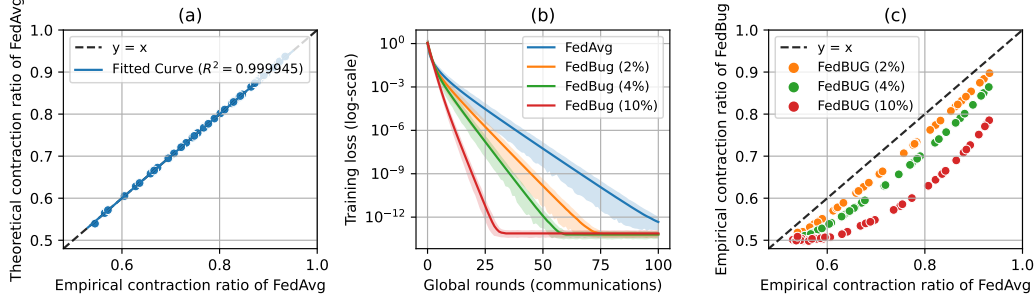 (a)
Theoretical contraction ratio of FedAvg
1.0
0.9
0.8
0.7
0.6
0.5
y = x
Fitted Curve (R² = 0.999945)
0.6
0.8
1.0
Empirical contraction ratio of FedAvg
(b)
Training loss (log-scale)
10⁰
10⁻³
10⁻⁶
10⁻⁹
10⁻¹²
FedAvg
FedBug (2%)
FedBug (4%)
FedBug (10%)
0
25
50
75
100
Global rounds (communications)
(c)
Empirical contraction ratio of FedBug
1.0
0.9
0.8
0.7
0.6
0.5
y = x
FedBUG (2%)
FedBUG (4%)
FedBUG (10%)
0.6
0.8
1.0
Empirical contraction ratio of FedAvg